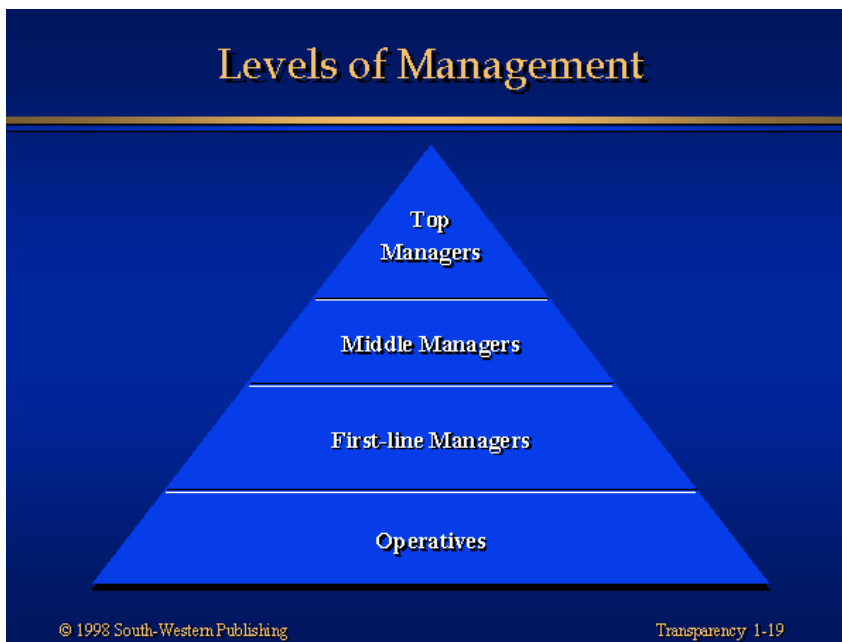 Levels of Management
Top
Managers
Middle Managers
First-line Managers
Operatives
© 1998 South-Western Publishing
Transparency 1-19